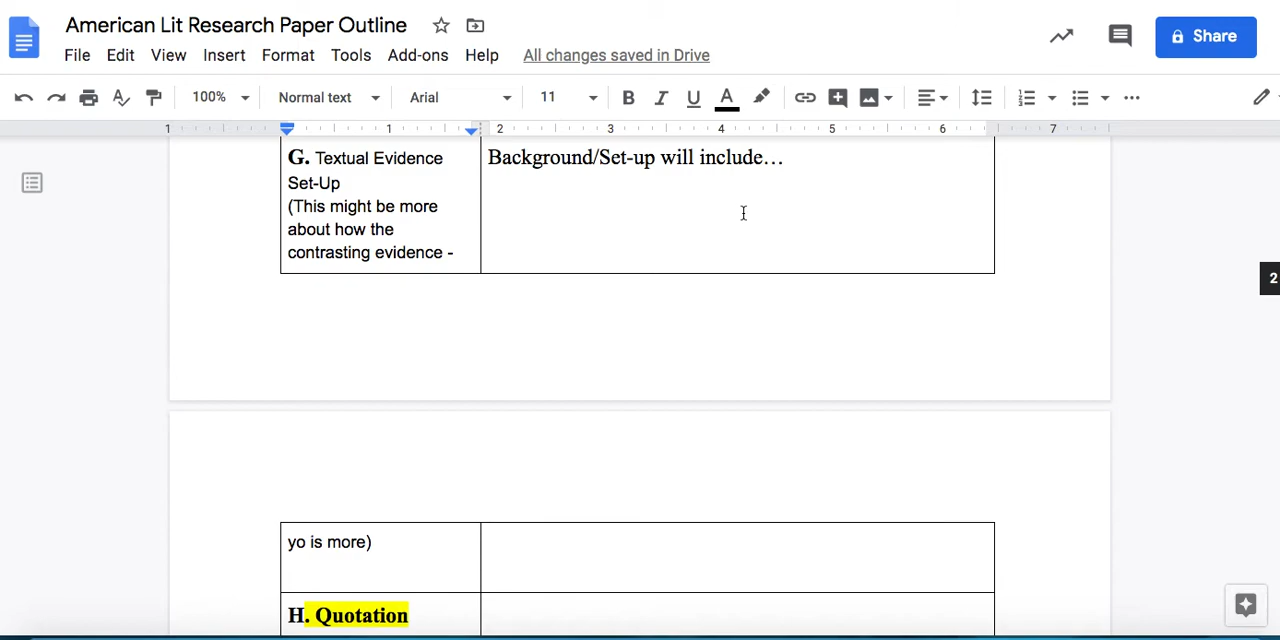 American Lit Research Paper Outline
File Edit View Insert Format Tools Add-ons Help All changes saved in Drive
Share
100% Normal text Arial 11 B I U A
1 1 2 3 4 5 6 7
G. Textual Evidence
Set-Up
(This might be more
about how the
contrasting evidence -
Background/Set-up will include…
2
yo is more)
H. Quotation